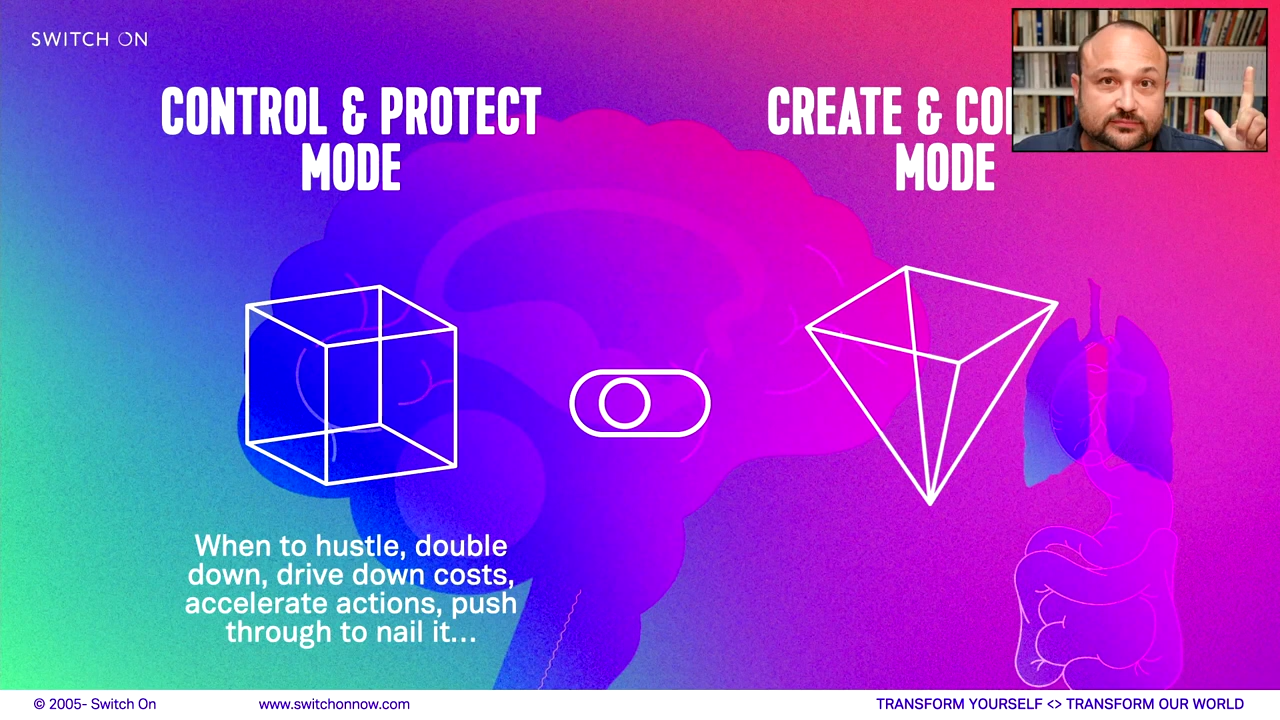 SWITCH ON
CONTROL & PROTECT
MODE
CREATE &
MODE
When to hustle, double
down, drive down costs,
accelerate actions, push
through to nail it...
© 2005- Switch On
www.switchonnow.com
TRANSFORM YOURSELF <> TRANSFORM OUR WORLD